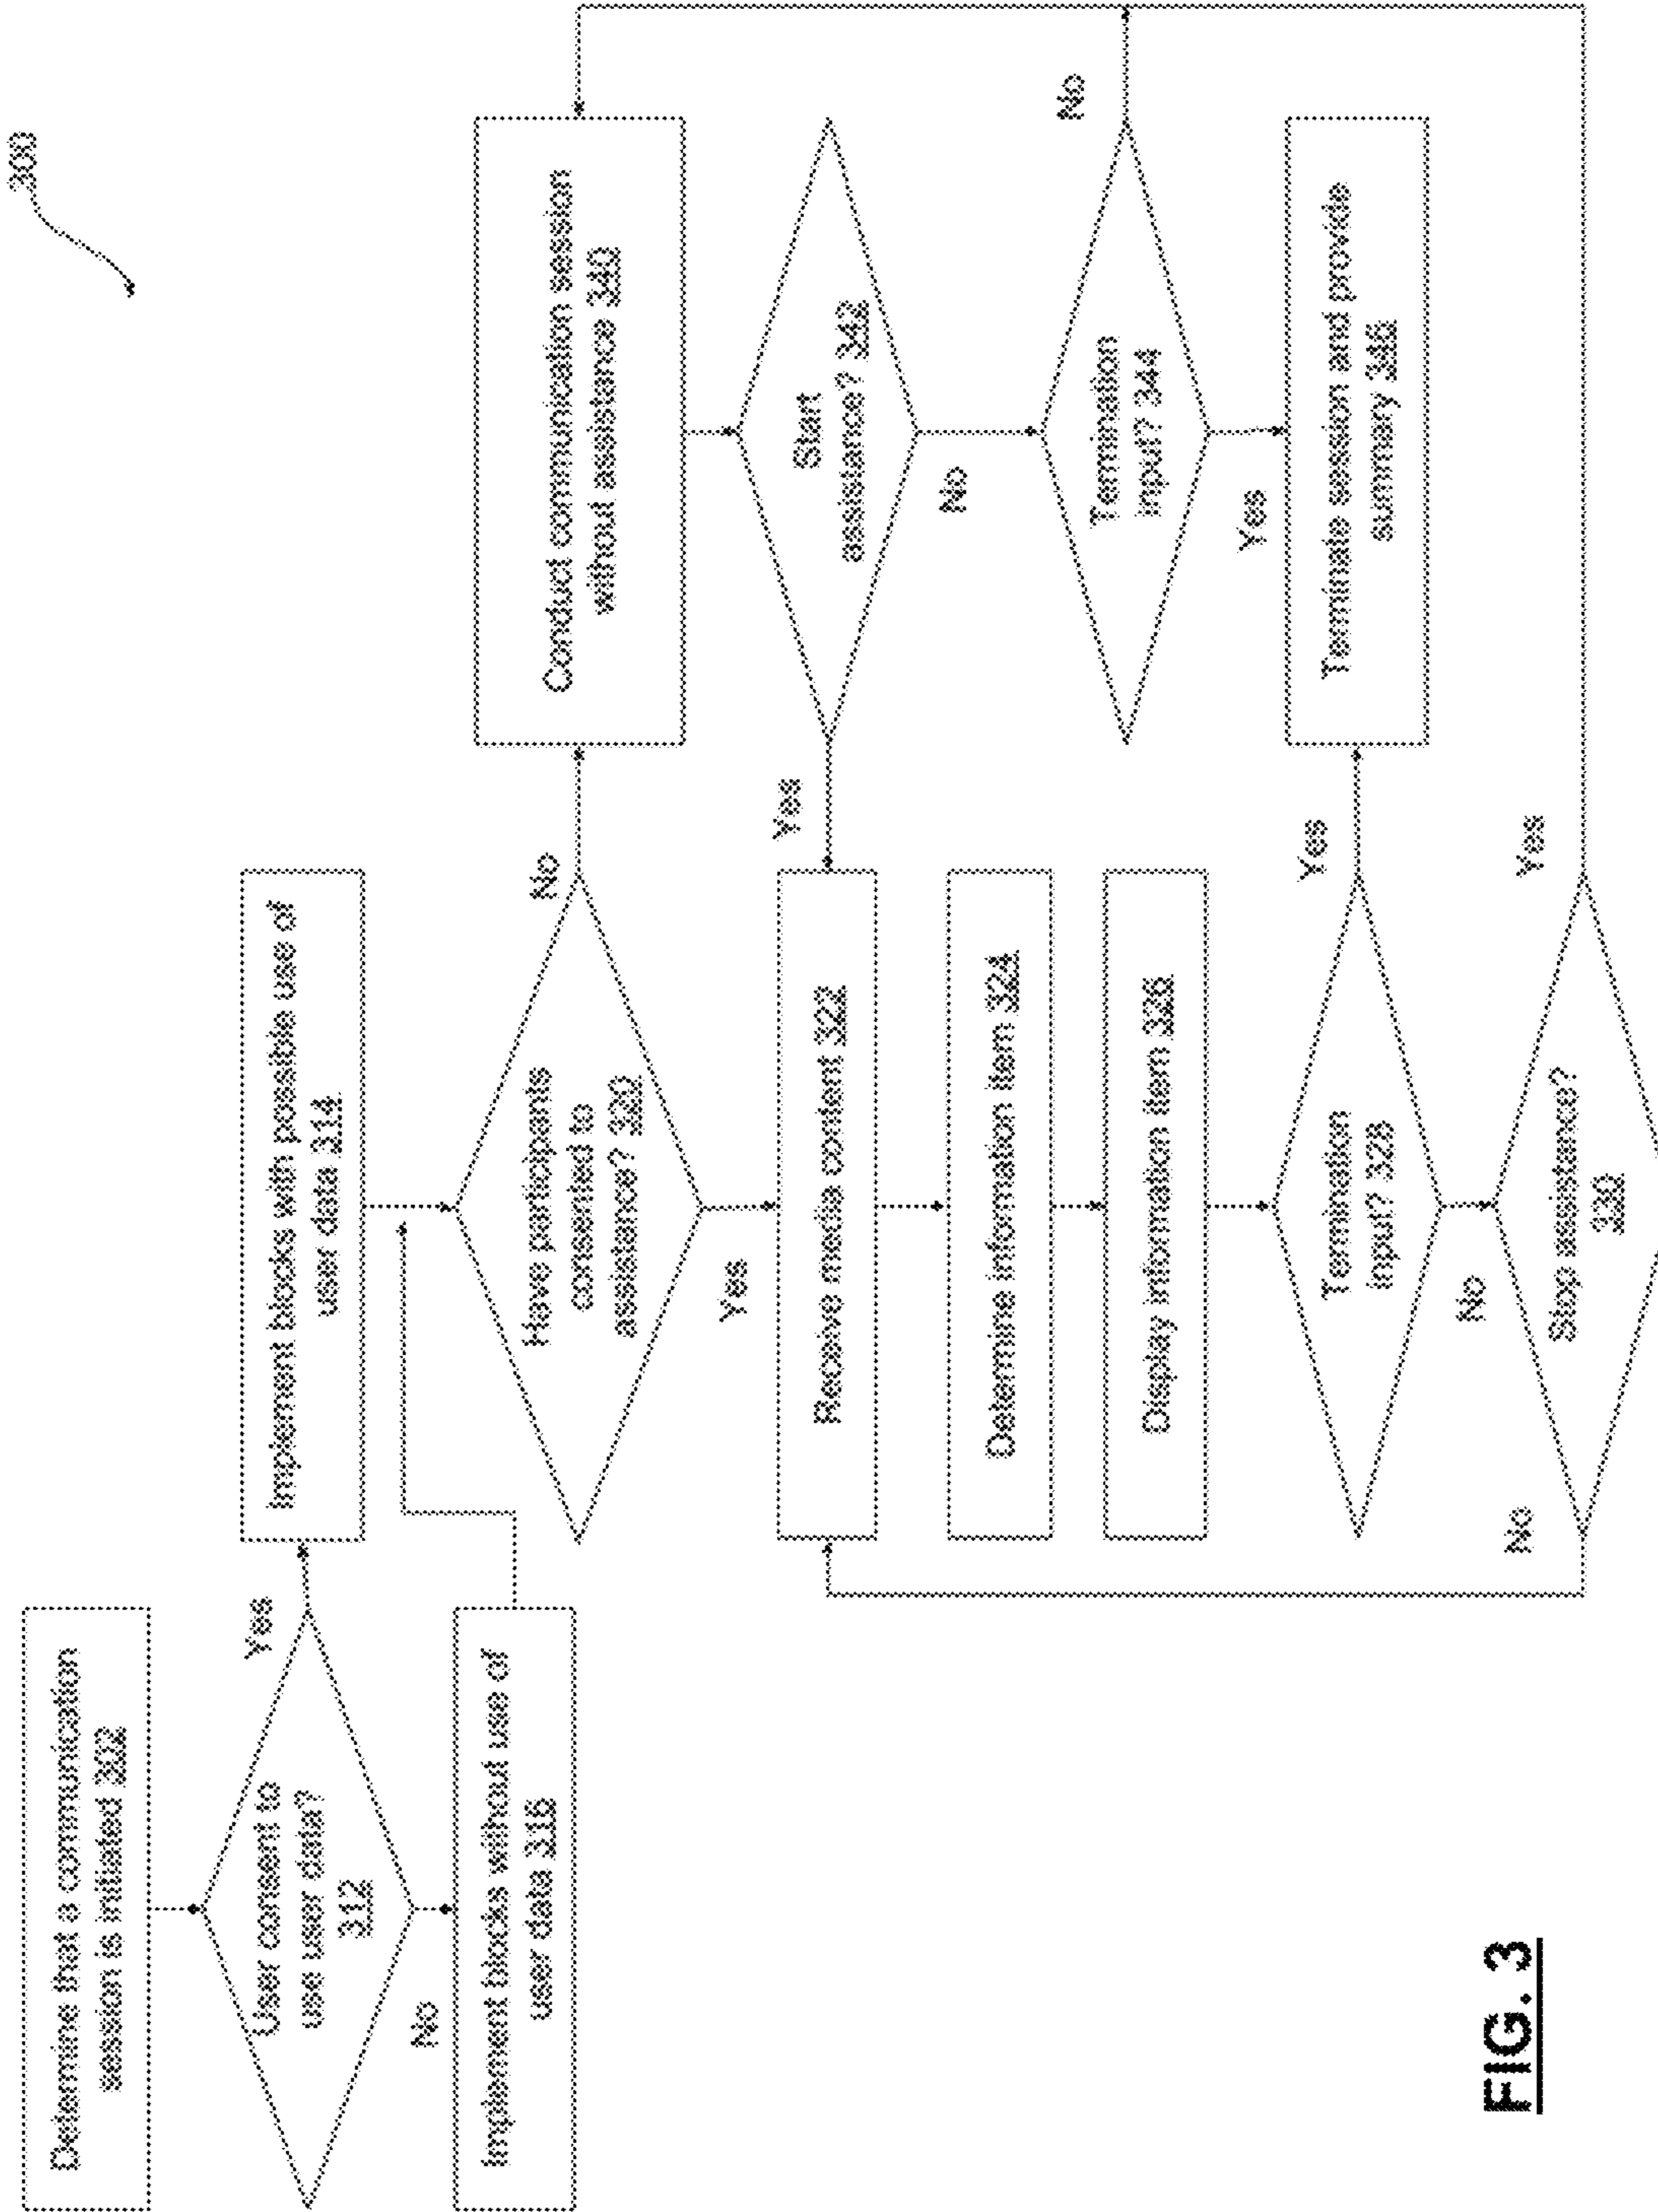 300
Determine that a communication
session is initiated 302
User consent to
use user data?
312
Yes
No
Implement blocks with possible use of
user data 314
Implement blocks without use of
user data 316
Have participants
consented to
assistance? 320
No
Yes
Receive media content 322
Determine information item 324
Display information item 326
Termination
input? 328
Yes
No
Stop assistance?
330
Yes
No
Conduct communication session
without assistance 340
Start
assistance? 342
Yes
No
Termination
input? 344
No
Yes
Terminate session and provide
summary 346
FIG. 3